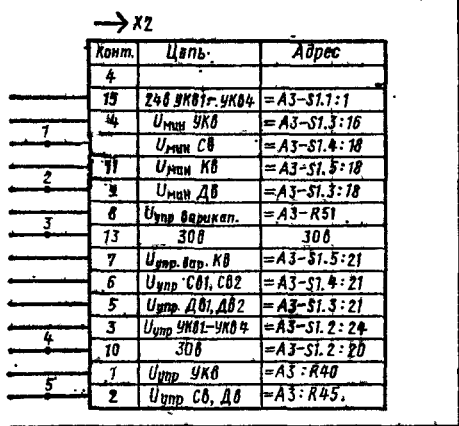 X2
Конт. Цепь Адрес
4
15 24В УКВ1-УКВ4 =А3-S1.1:1
14 Uмин УКВ =А3-S1.3:16
1 Uмин СВ =А3-S1.4:18
11 Uмин КВ =А3-S1.5:18
2 9 Uмин ДВ =А3-S1.3:18
8 Uупр варикап. =А3-R51
3 13 30В 30В
7 Uупр.вар. КВ =А3-S1.5:21
6 Uупр СВ1, СВ2 =А3-S1.4:21
5 Uупр. ДВ1, ДВ2 =А3-S1.3:21
3 Uупр УКВ1-УКВ4 =А3-S1.2:24
4 10 30В =А3-S1.2:20
1 Uупр УКВ =А3:R40
5 2 Uупр СВ, ДВ =А3:R45.